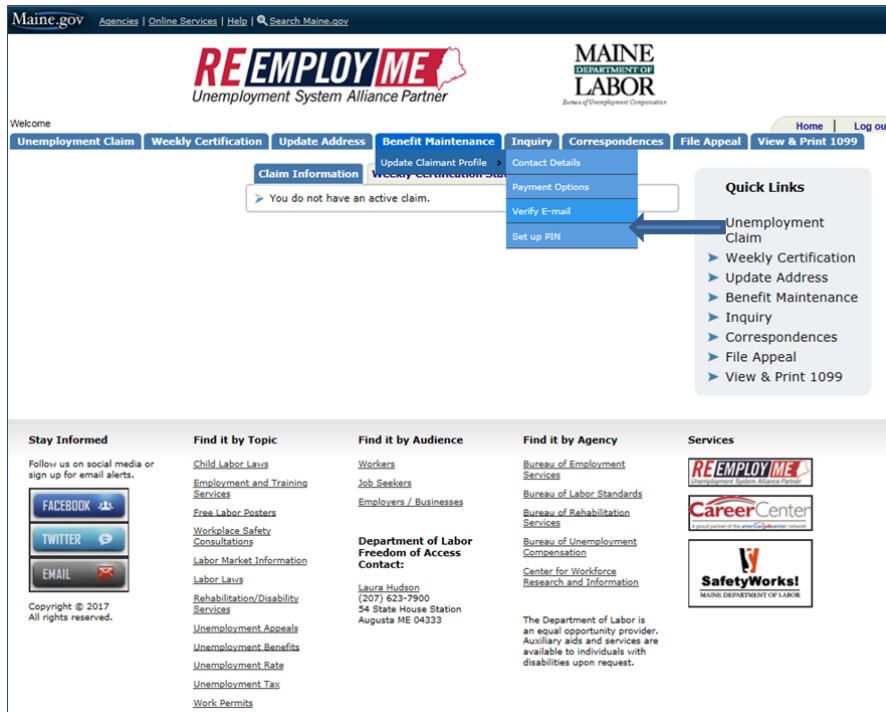 Maine.gov Agencies | Online Services | Help | Search Maine.gov
REEMPLOYME
Unemployment System Alliance Partner
MAINE
DEPARTMENT OF
LABOR
Bureau of Unemployment Compensation
Welcome
Home | Log ou
Unemployment Claim Weekly Certification Update Address Benefit Maintenance Inquiry Correspondences File Appeal View & Print 1099
Update Claimant Profile
Contact Details
Payment Options
Verify E-mail
Set up PIN
Claim Information Weekly Certification Sta
You do not have an active claim.
Quick Links
Unemployment
Claim
Weekly Certification
Update Address
Benefit Maintenance
Inquiry
Correspondences
File Appeal
View & Print 1099
Stay Informed
Follow us on social media or
sign up for email alerts.
FACEBOOK
TWITTER
EMAIL
Copyright © 2017
All rights reserved.
Find it by Topic
Child Labor Laws
Employment and Training
Services
Free Labor Posters
Workplace Safety
Consultations
Labor Market Information
Labor Laws
Rehabilitation/Disability
Services
Unemployment Appeals
Unemployment Benefits
Unemployment Rate
Unemployment Tax
Work Permits
Find it by Audience
Workers
Job Seekers
Employers / Businesses
Department of Labor
Freedom of Access
Contact:
Laura Hudson
(207) 623-7900
54 State House Station
Augusta ME 04333
Find it by Agency
Bureau of Employment
Services
Bureau of Labor Standards
Bureau of Rehabilitation
Services
Bureau of Unemployment
Compensation
Center for Workforce
Research and Information
The Department of Labor is
an equal opportunity provider.
Auxiliary aids and services are
available to individuals with
disabilities upon request.
Services
REEMPLOYME
Unemployment System Alliance Partner
CareerCenter
A proud partner of the americanjobcenter network
SafetyWorks!
MAINE DEPARTMENT OF LABOR